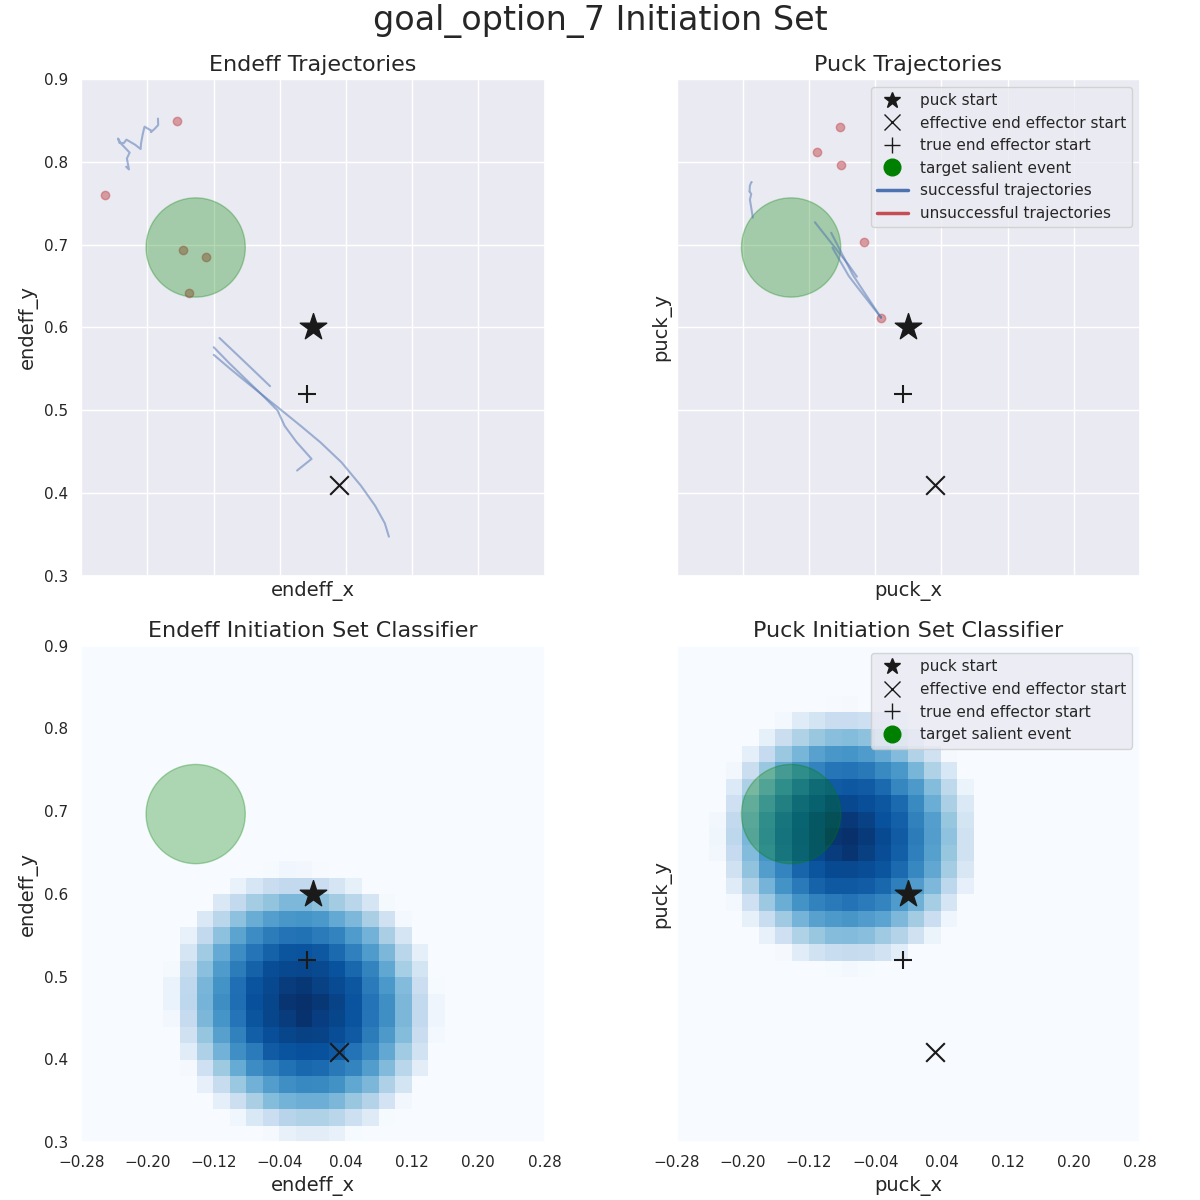 goal_option_7 Initiation Set
Endeff Trajectories
0.9
0.8
0.7
0.6
0.5
0.4
0.3
endeff_y
endeff_x
Puck Trajectories
puck start
effective end effector start
true end effector start
target salient event
successful trajectories
unsuccessful trajectories
puck_y
puck_x
Endeff Initiation Set Classifier
0.9
0.8
0.7
0.6
0.5
0.4
0.3
endeff_y
−0.28 −0.20 −0.12 −0.04 0.04 0.12 0.20 0.28
endeff_x
Puck Initiation Set Classifier
puck start
effective end effector start
true end effector start
target salient event
puck_y
−0.28 −0.20 −0.12 −0.04 0.04 0.12 0.20 0.28
puck_x